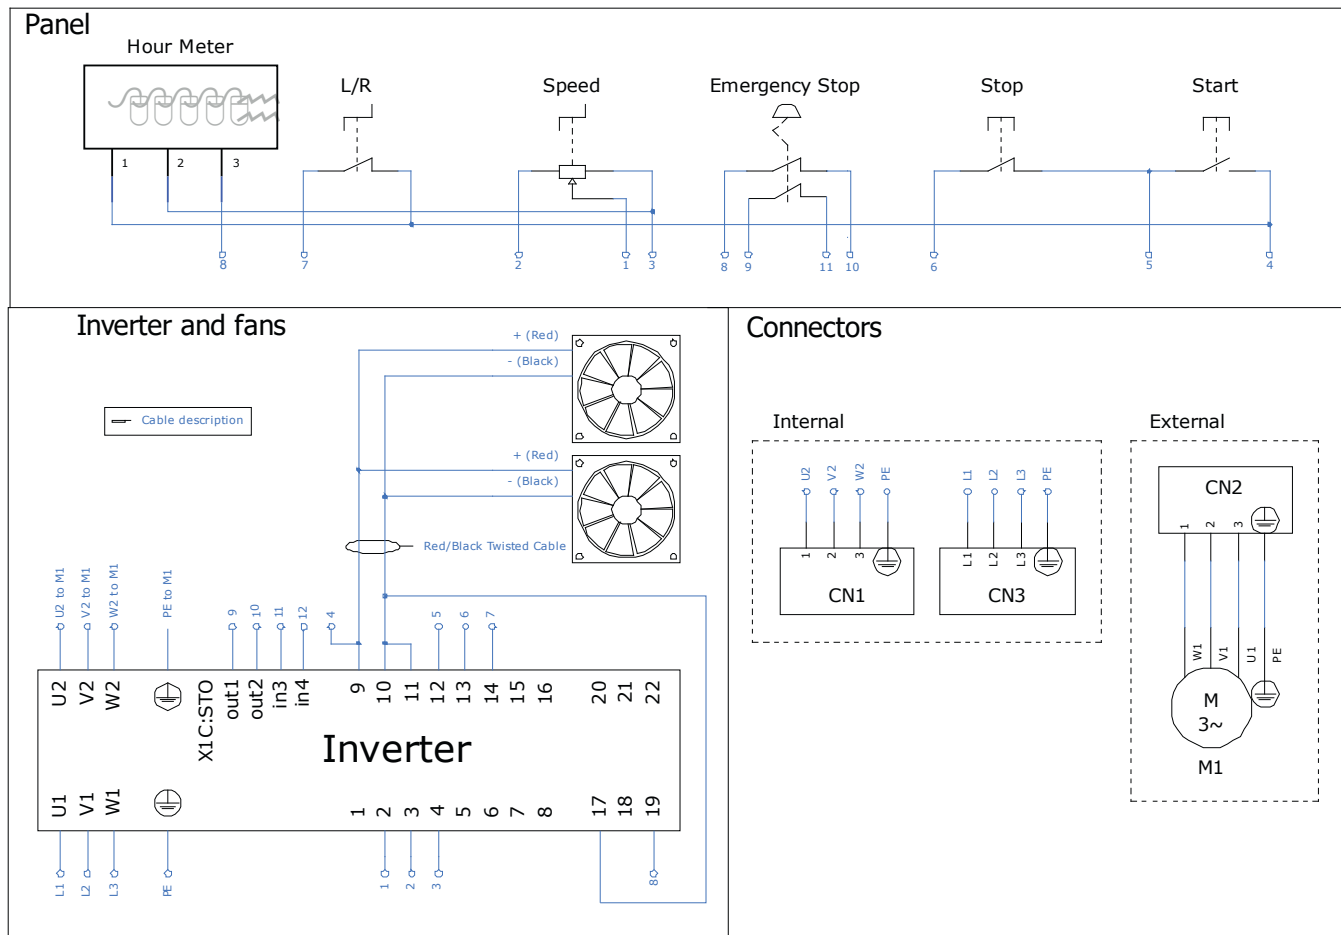 Panel
Hour Meter
L/R
Speed
Emergency Stop
Stop
Start
1
2
3
8
7
2
1
3
8
9
11
10
6
5
4
Inverter and fans
+ (Red)
- (Black)
Cable description
+ (Red)
- (Black)
Red/Black Twisted Cable
U2 to M1
V2 to M1
W2 to M1
PE to M1
9
10
11
12
4
5
6
7
U2
V2
W2
X1C:STO
out1
out2
in3
in4
9
10
11
12
13
14
15
16
20
21
22
Inverter
U1
V1
W1
1
2
3
4
5
6
7
8
17
18
19
L1
L2
L3
PE
1
2
3
8
Connectors
Internal
U2
V2
W2
PE
L1
L2
L3
PE
1
2
3
CN1
L1
L2
L3
CN3
External
CN2
1
2
3
W1
V1
U1
PE
M
3~
M1